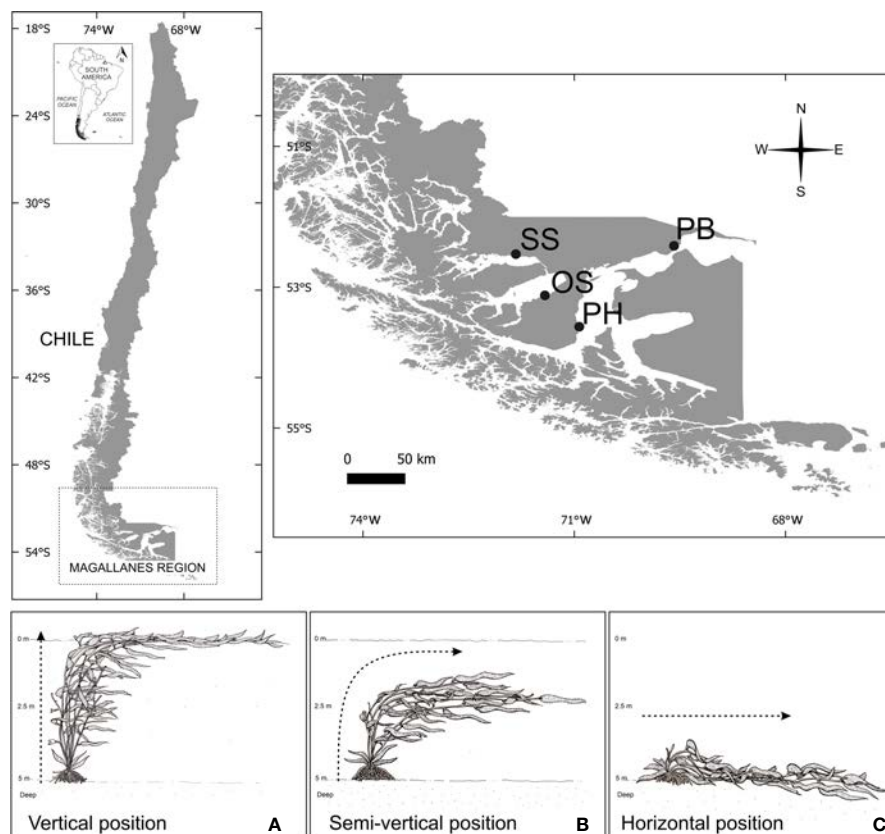 74°W 68°W
18°S
24°S
30°S
36°S
42°S
48°S
54°S
N
SOUTH
AMERICA
PACIFIC
OCEAN
ATLANTIC
OCEAN
CHILE
MAGALLANES REGION
51°S
53°S
55°S
N
W E
S
SS
PB
OS
PH
0 50 km
74°W 71°W 68°W
0 m
2.5 m
5 m
Deep
Vertical position A
0 m
2.5 m
5 m
Deep
Semi-vertical position B
0 m
2.5 m
5 m
Deep
Horizontal position C